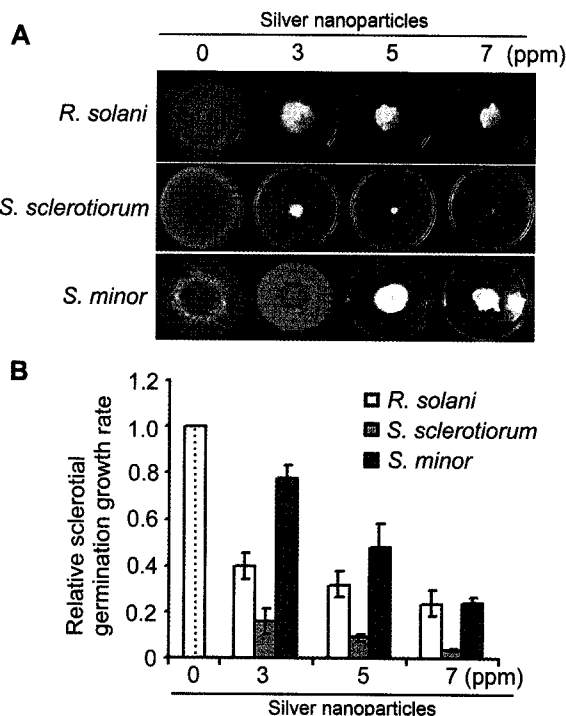 Silver nanoparticles
A
0 3 5 7 (ppm)
R. solani
S. sclerotiorum
S. minor
B
Relative sclerotial
germination growth rate
1.2
1.0
0.8
0.6
0.4
0.2
0
R. solani
S. sclerotiorum
S. minor
0 3 5 7 (ppm)
Silver nanoparticles